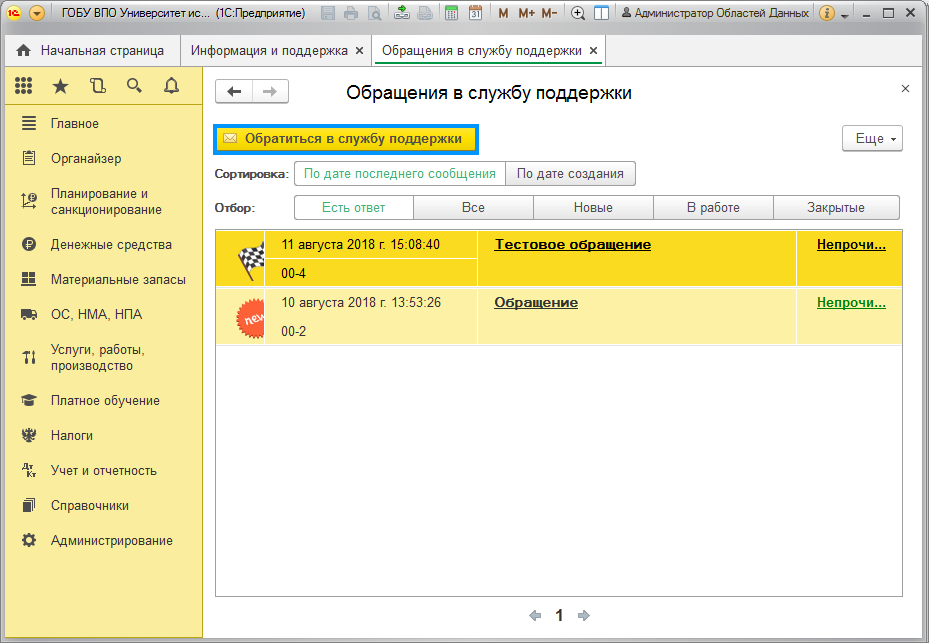 ГОБУ ВПО Университет ис... (1С:Предприятие)
M M+ M-
Администратор Областей Данных
Начальная страница
Информация и поддержка
Обращения в службу поддержки
Обращения в службу поддержки
Обратиться в службу поддержки
Еще
Сортировка: По дате последнего сообщения По дате создания
Отбор: Есть ответ Все Новые В работе Закрытые
11 августа 2018 г. 15:08:40 Тестовое обращение Непрочи...
00-4
10 августа 2018 г. 13:53:26 Обращение Непрочи...
new
00-2
1
Главное
Органайзер
Планирование и
санкционирование
Денежные средства
Материальные запасы
ОС, НМА, НПА
Услуги, работы,
производство
Платное обучение
Налоги
Учет и отчетность
Справочники
Администрирование